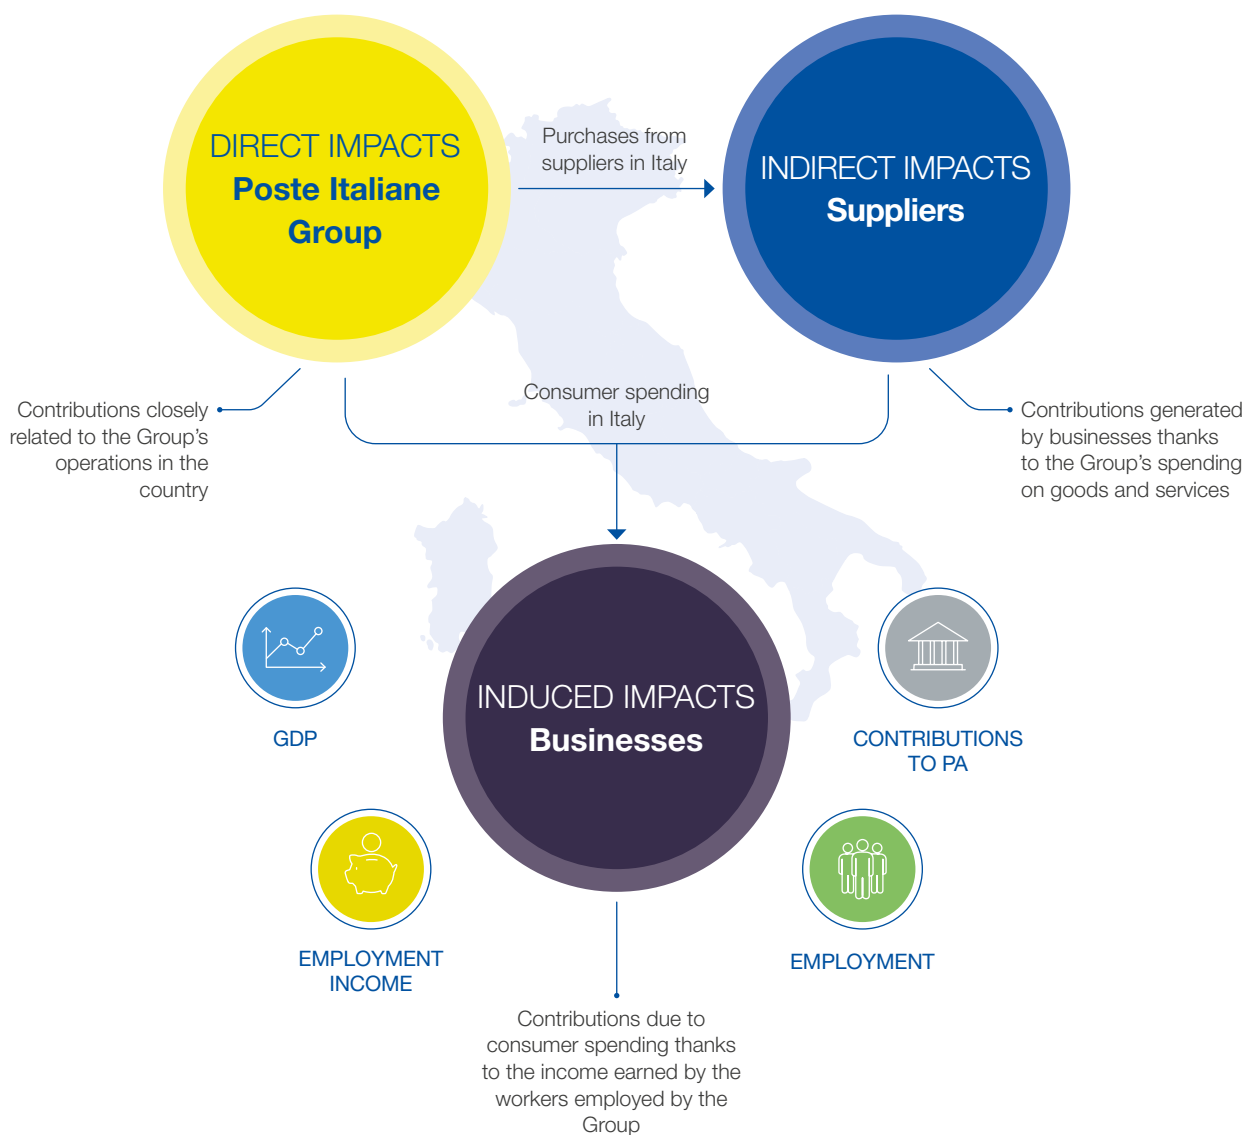 DIRECT IMPACTS
Poste Italiane
Group
Purchases from
suppliers in Italy
INDIRECT IMPACTS
Suppliers
Contributions closely
related to the Group's
operations in the
country
Consumer spending
in Italy
Contributions generated
by businesses thanks
to the Group's spending
on goods and services
INDUCED IMPACTS
Businesses
GDP
CONTRIBUTIONS
TO PA
EMPLOYMENT
INCOME
EMPLOYMENT
Contributions due to
consumer spending thanks
to the income earned by the
workers employed by the
Group